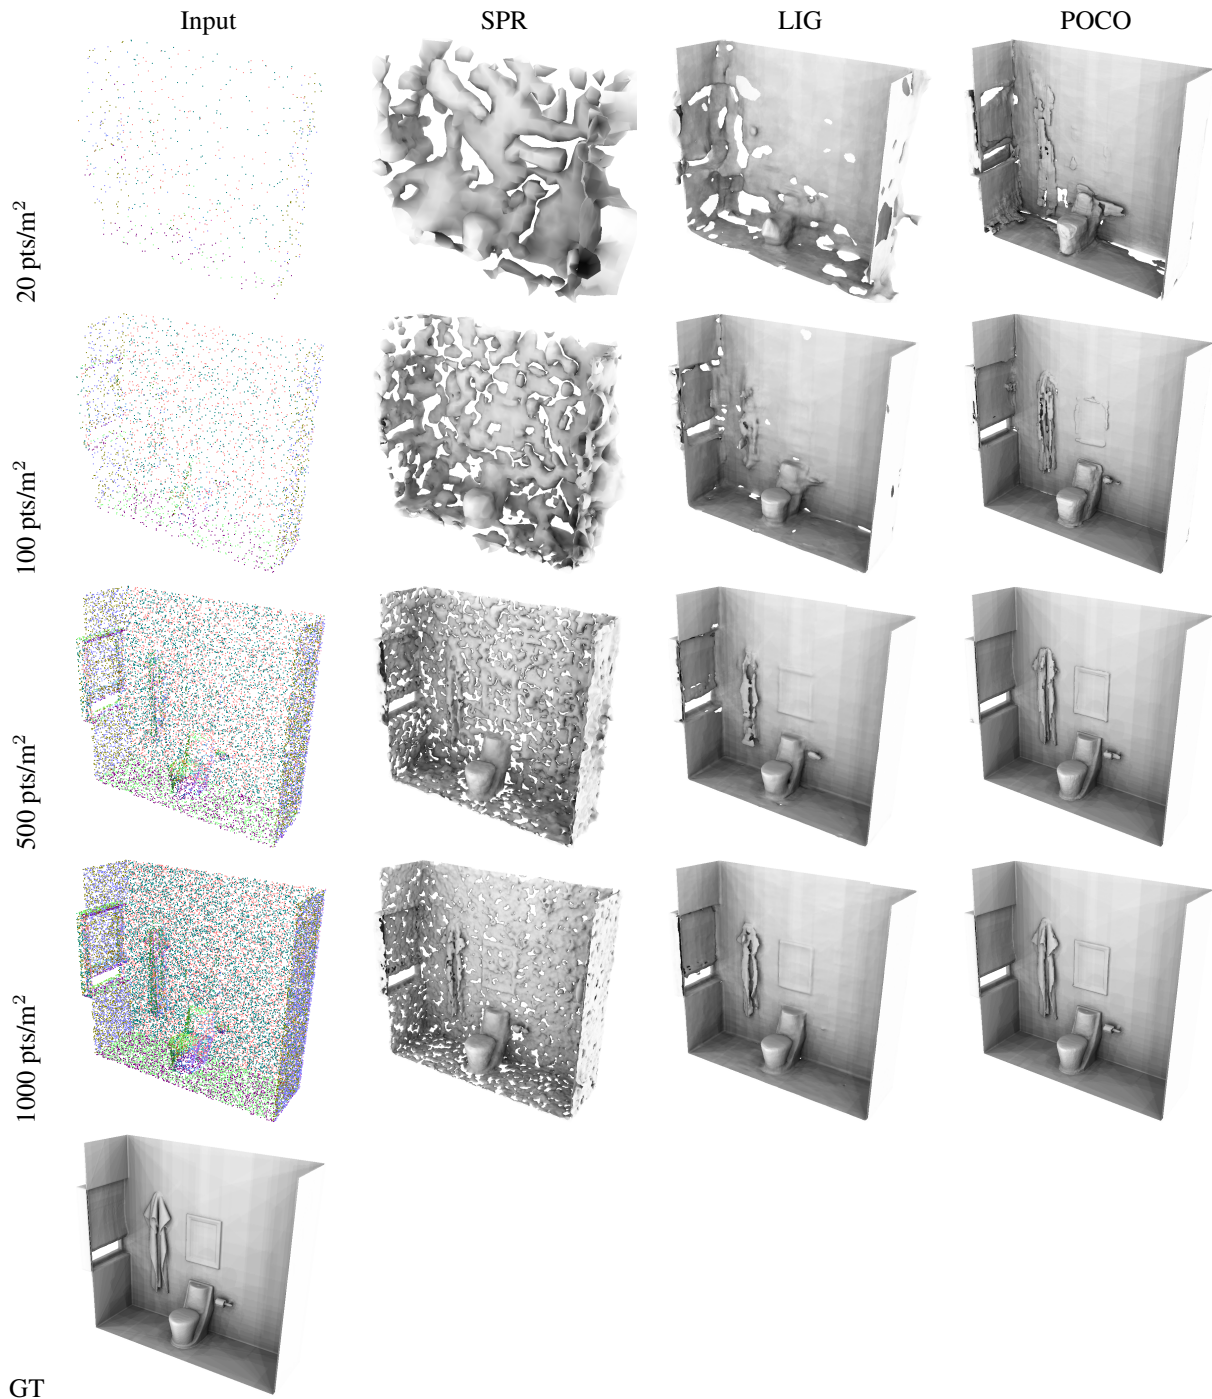 Input SPR LIG POCO
20 pts/m²
100 pts/m²
500 pts/m²
1000 pts/m²
GT